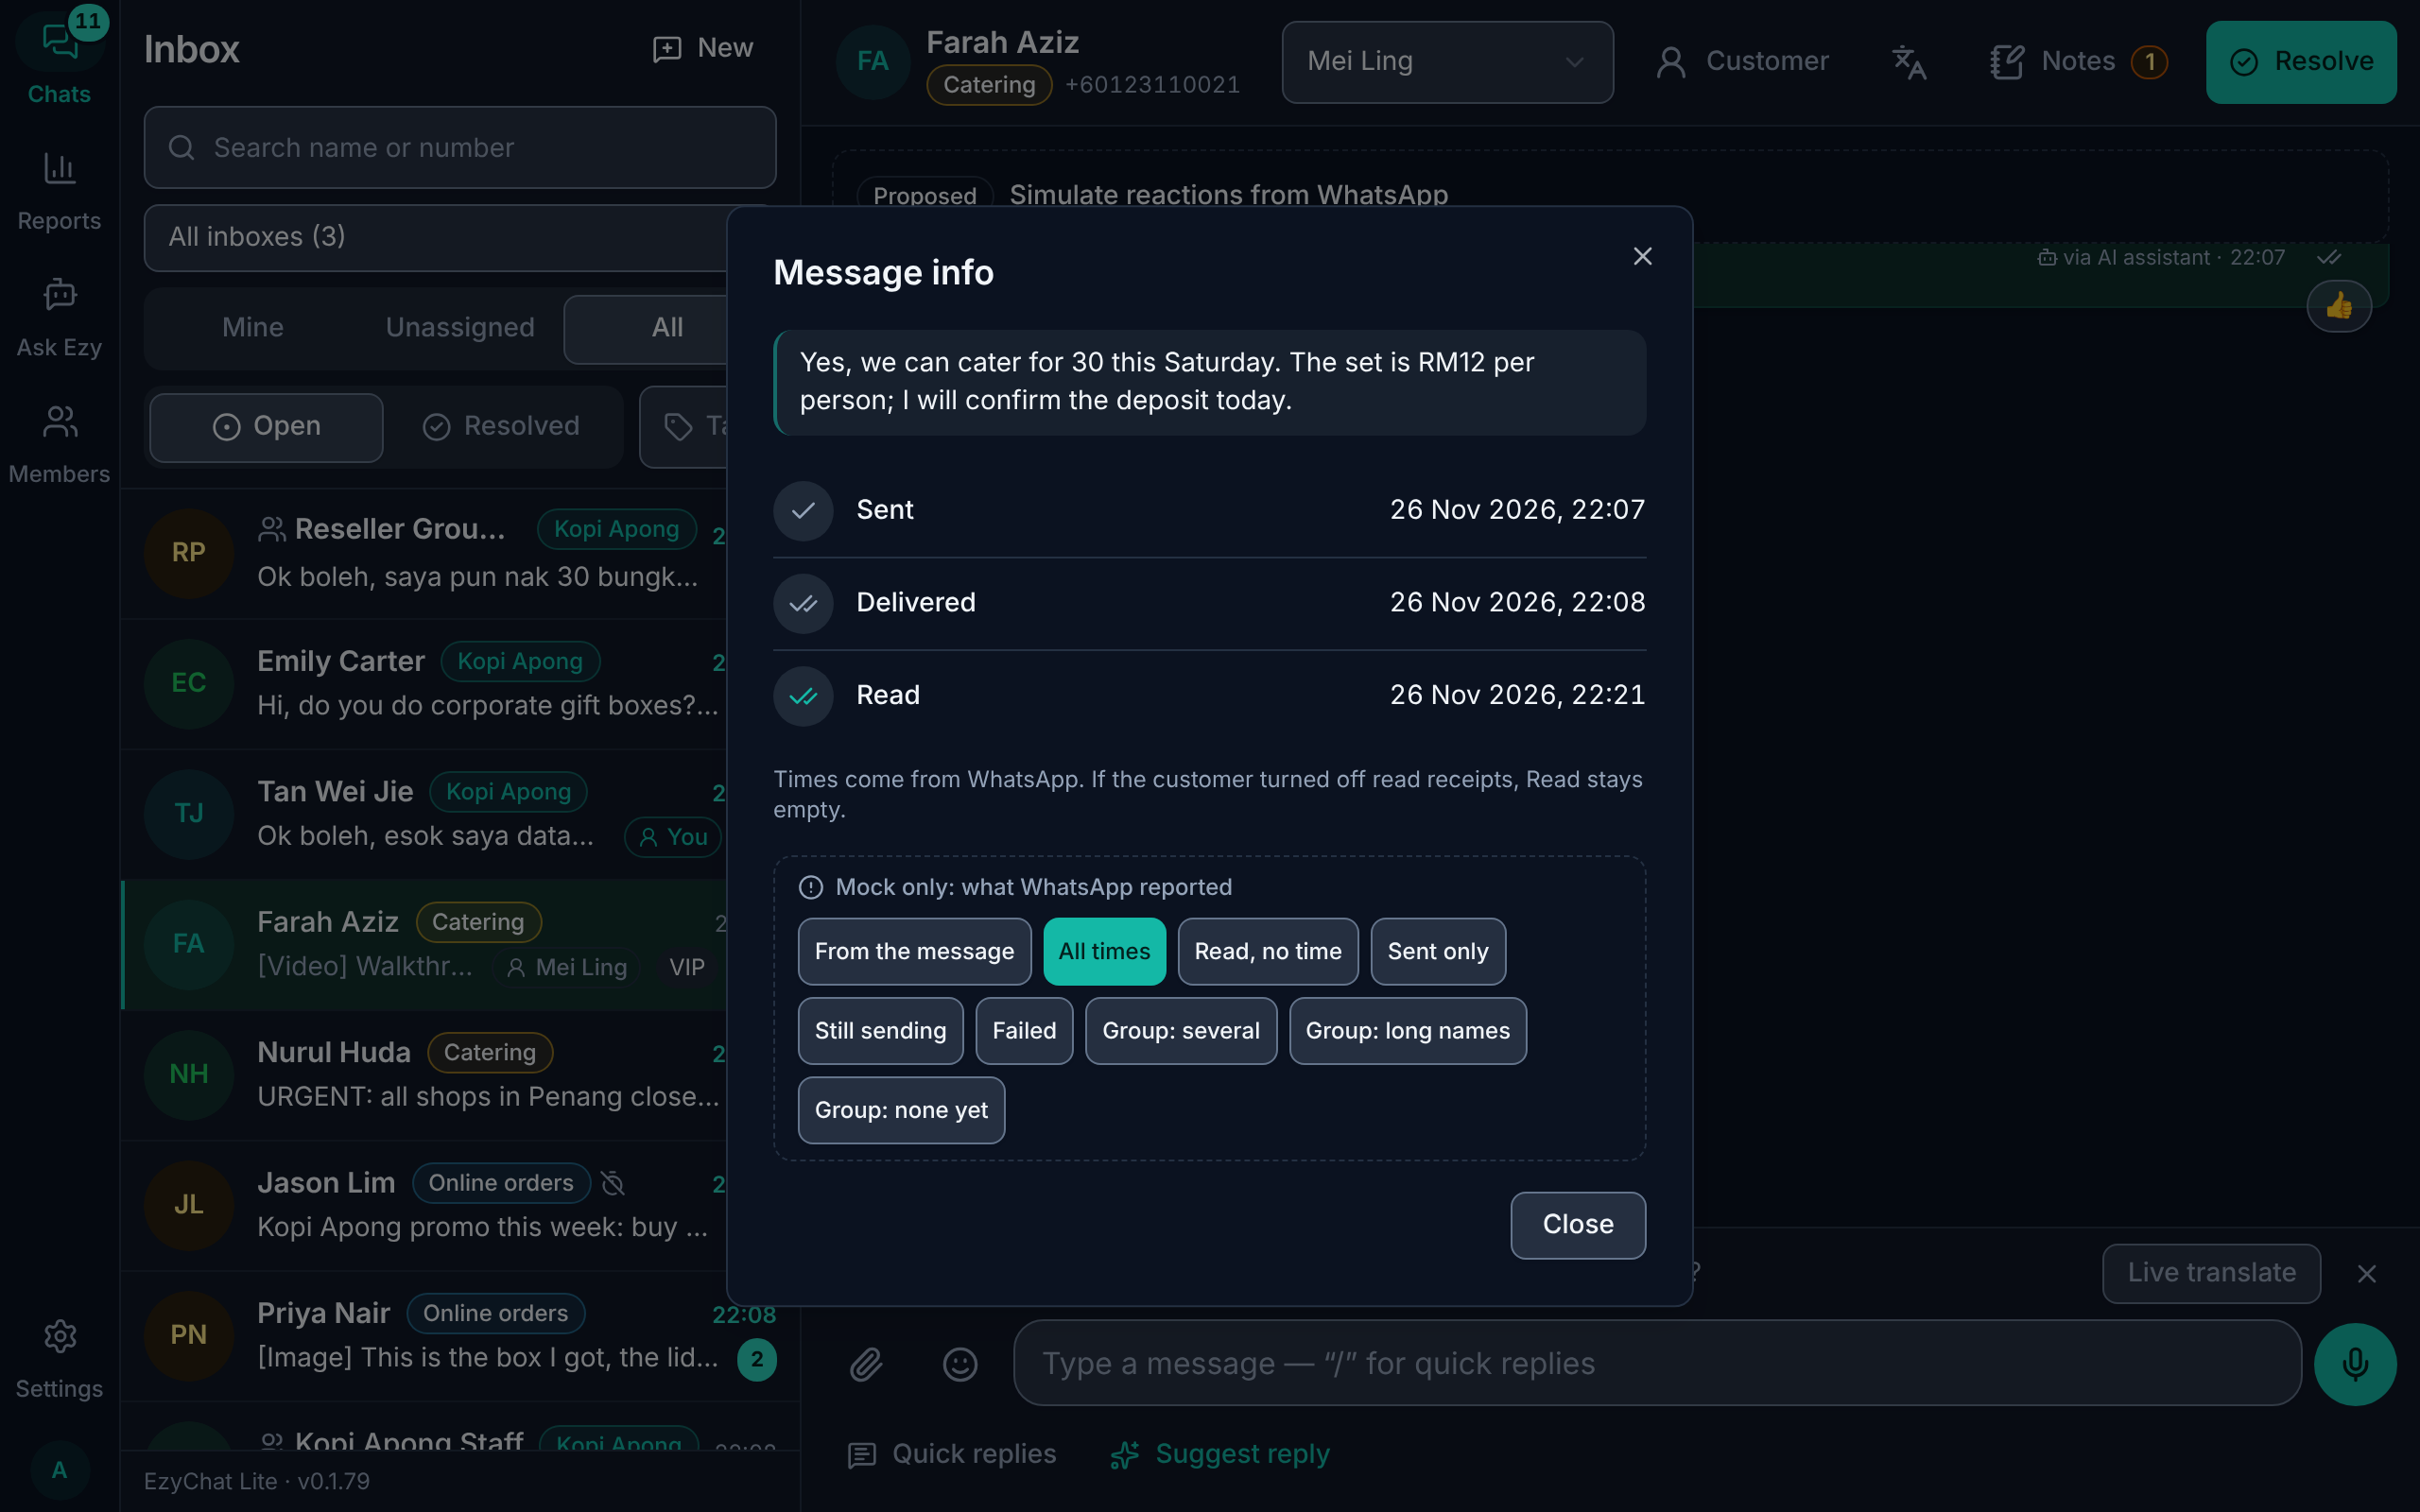 11
Chats
Reports
Ask Ezy
Members
Settings
A
Inbox
New
Search name or number
All inboxes (3)
Mine
Unassigned
All
Open
Resolved
RP
Reseller Grou...
Kopi Apong
Ok boleh, saya pun nak 30 bungk...
EC
Emily Carter
Kopi Apong
Hi, do you do corporate gift boxes?...
TJ
Tan Wei Jie
Kopi Apong
Ok boleh, esok saya data...
You
FA
Farah Aziz
Catering
[Video] Walkthr...
Mei Ling
VIP
NH
Nurul Huda
Catering
URGENT: all shops in Penang close...
JL
Jason Lim
Online orders
Kopi Apong promo this week: buy ...
PN
Priya Nair
Online orders
22:08
[Image] This is the box I got, the lid...
2
Kopi Apong Staff
Kopi Apong
EzyChat Lite · v0.1.79
FA
Farah Aziz
Catering
+60123110021
Mei Ling
Customer
Notes
1
Resolve
Proposed
Simulate reactions from WhatsApp
via AI assistant · 22:07
Message info
Yes, we can cater for 30 this Saturday. The set is RM12 per
person; I will confirm the deposit today.
Sent
26 Nov 2026, 22:07
Delivered
26 Nov 2026, 22:08
Read
26 Nov 2026, 22:21
Times come from WhatsApp. If the customer turned off read receipts, Read stays
empty.
Mock only: what WhatsApp reported
From the message
All times
Read, no time
Sent only
Still sending
Failed
Group: several
Group: long names
Group: none yet
Close
Live translate
Type a message — “/” for quick replies
Quick replies
Suggest reply